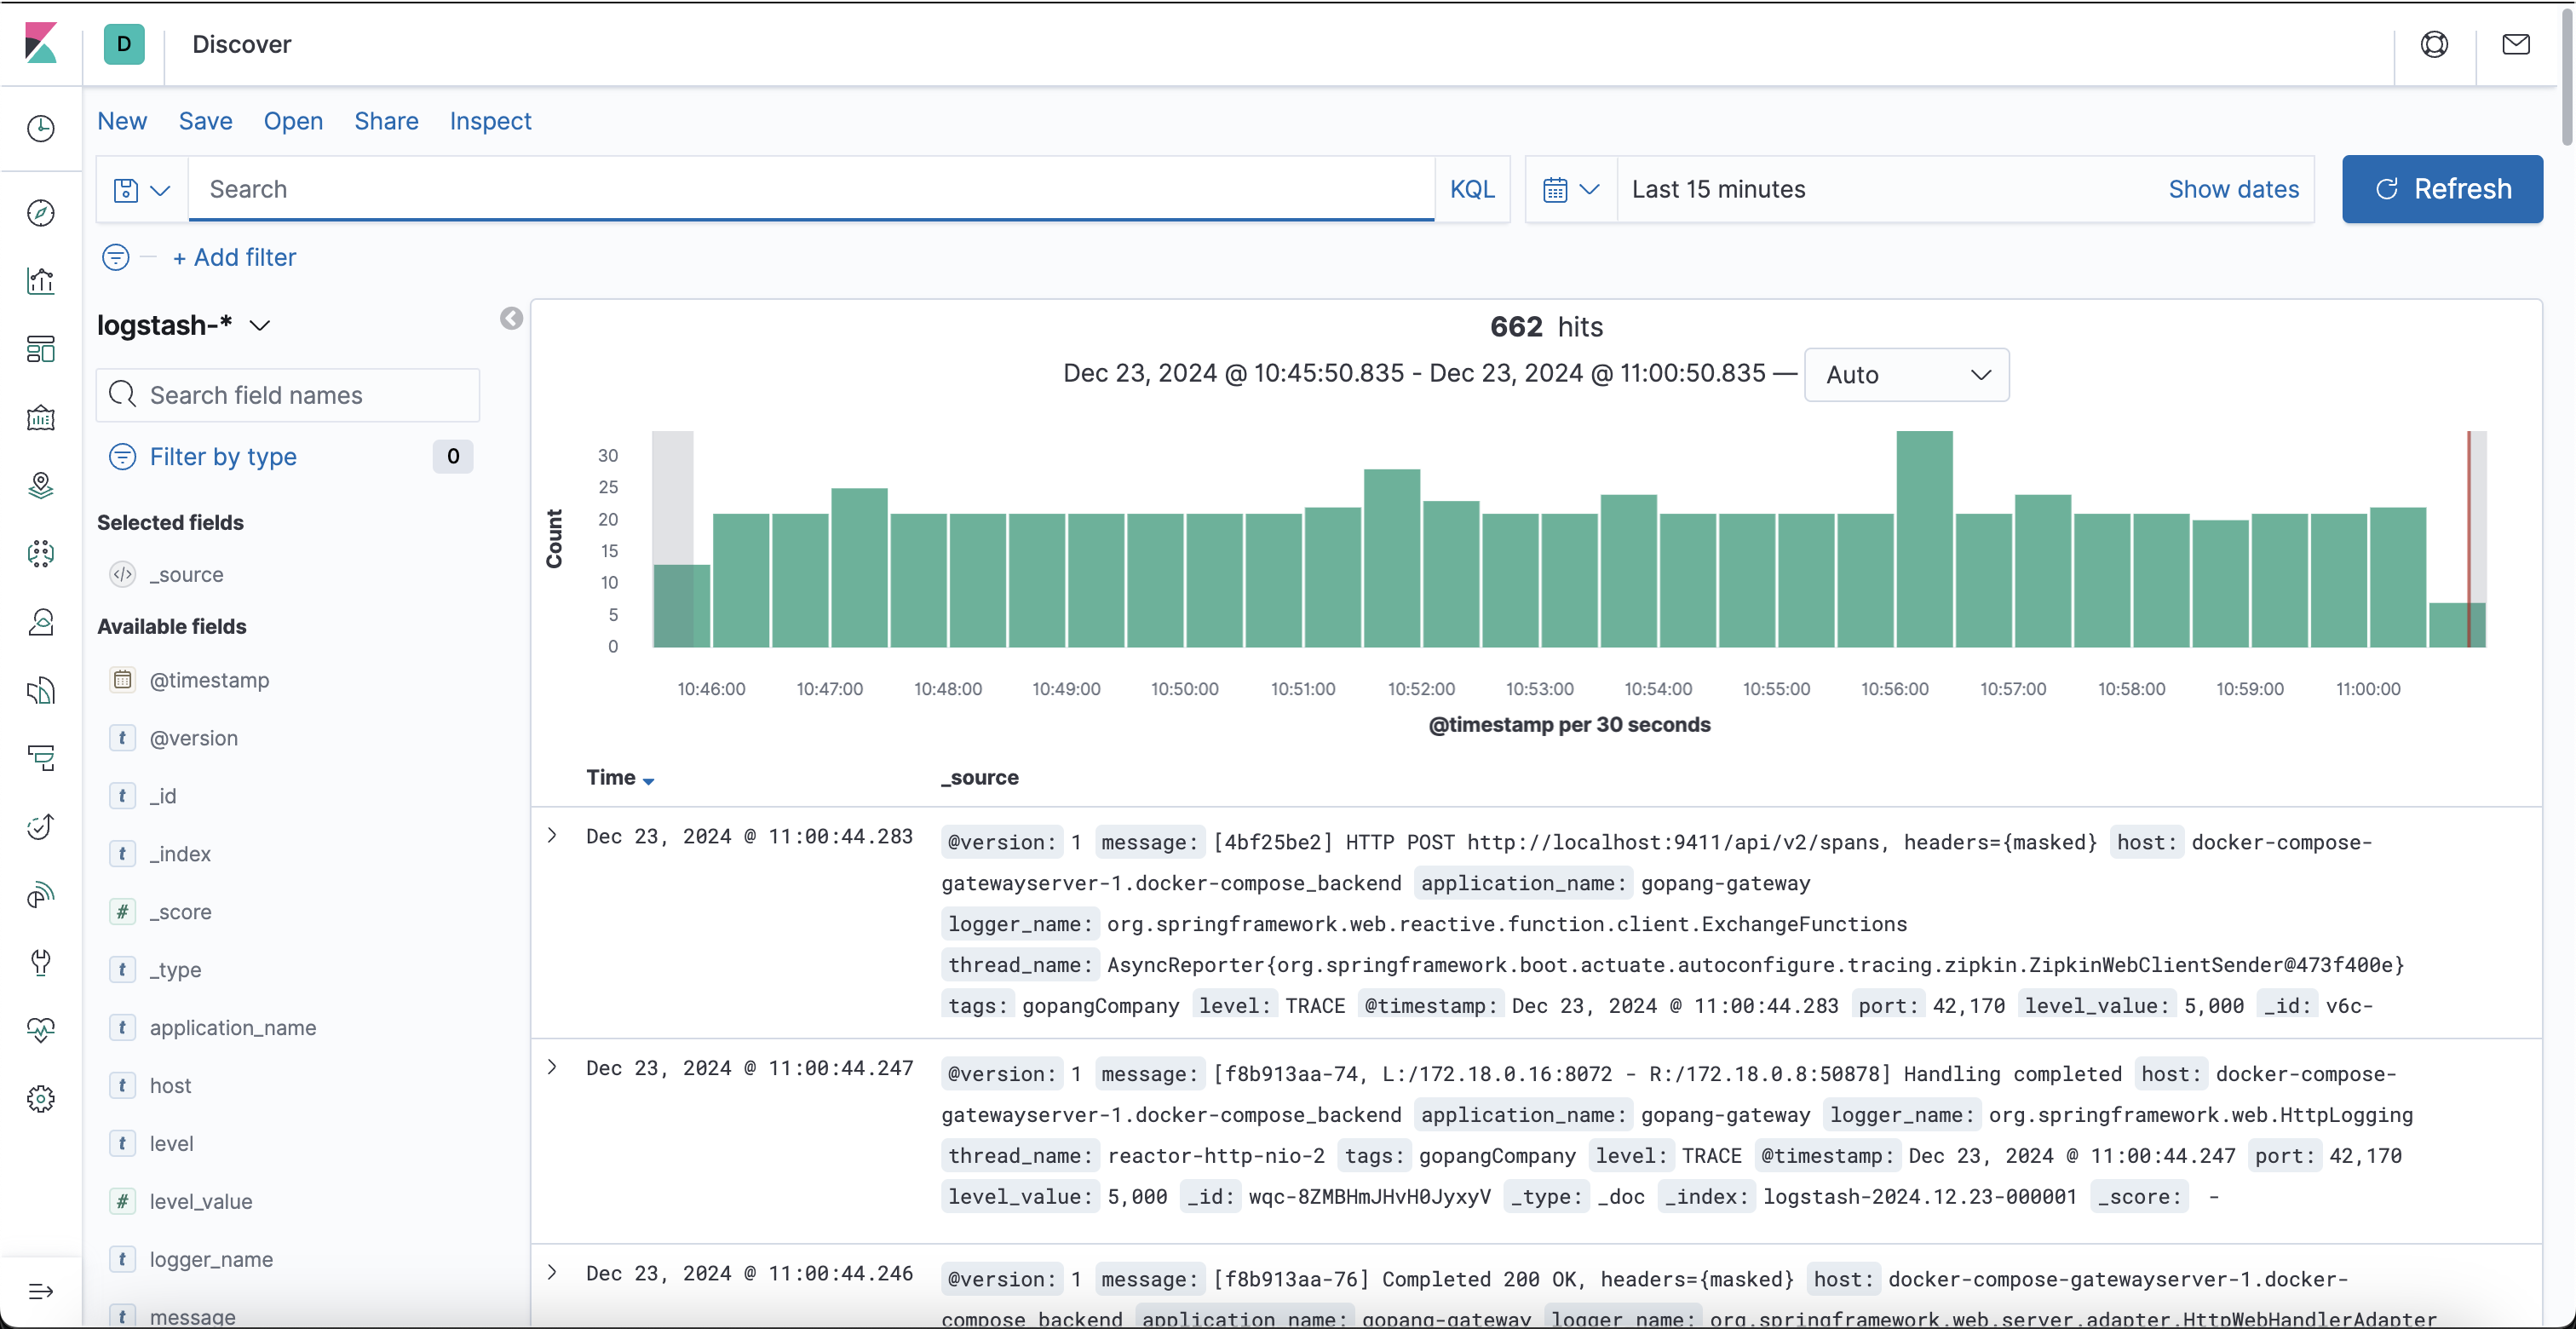 D Discover
New Save Open Share Inspect
Search KQL Last 15 minutes Show dates Refresh
+ Add filter
logstash-*
Search field names
Filter by type 0
Selected fields
_source
Available fields
@timestamp
t @version
t _id
t _index
# _score
t _type
t application_name
t host
t level
# level_value
t logger_name
t message
662 hits
Dec 23, 2024 @ 10:45:50.835 - Dec 23, 2024 @ 11:00:50.835 — Auto
Count
30
25
20
15
10
5
0
10:46:00 10:47:00 10:48:00 10:49:00 10:50:00 10:51:00 10:52:00 10:53:00 10:54:00 10:55:00 10:56:00 10:57:00 10:58:00 10:59:00 11:00:00
@timestamp per 30 seconds
Time _source
Dec 23, 2024 @ 11:00:44.283 @version: 1 message: [4bf25be2] HTTP POST http://localhost:9411/api/v2/spans, headers={masked} host: docker-compose-
gatewayserver-1.docker-compose_backend application_name: gopang-gateway
logger_name: org.springframework.web.reactive.function.client.ExchangeFunctions
thread_name: AsyncReporter{org.springframework.boot.actuate.autoconfigure.tracing.zipkin.ZipkinWebClientSender@473f400e}
tags: gopangCompany level: TRACE @timestamp: Dec 23, 2024 @ 11:00:44.283 port: 42,170 level_value: 5,000 _id: v6c-
Dec 23, 2024 @ 11:00:44.247 @version: 1 message: [f8b913aa-74, L:/172.18.0.16:8072 - R:/172.18.0.8:50878] Handling completed host: docker-compose-
gatewayserver-1.docker-compose_backend application_name: gopang-gateway logger_name: org.springframework.web.HttpLogging
thread_name: reactor-http-nio-2 tags: gopangCompany level: TRACE @timestamp: Dec 23, 2024 @ 11:00:44.247 port: 42,170
level_value: 5,000 _id: wqc-8ZMBHmJHvH0JyxyV _type: _doc _index: logstash-2024.12.23-000001 _score: -
Dec 23, 2024 @ 11:00:44.246 @version: 1 message: [f8b913aa-76] Completed 200 OK, headers={masked} host: docker-compose-gatewayserver-1.docker-
compose_backend application_name: gopang-gateway logger_name: org.springframework.web.server.adapter.HttpWebHandlerAdapter